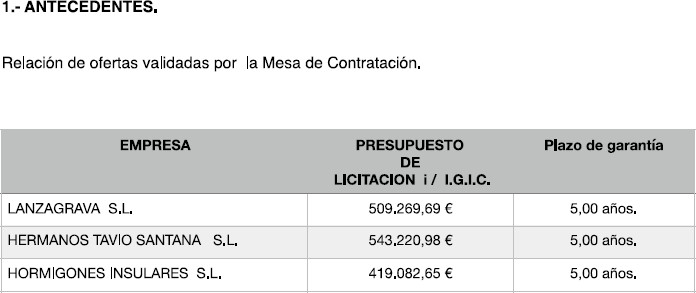 1.- ANTECEDENTES.
Relación de ofertas validadas por la Mesa de Contratación.
EMPRESA PRESUPUESTO DE LICITACION i / I.G.I.C. Plazo de garantía
LANZAGRAVA S.L. 509.269,69 € 5,00 años.
HERMANOS TAVIO SANTANA S.L. 543.220,98 € 5,00 años.
HORMIGONES INSULARES S.L. 419.082,65 € 5,00 años.